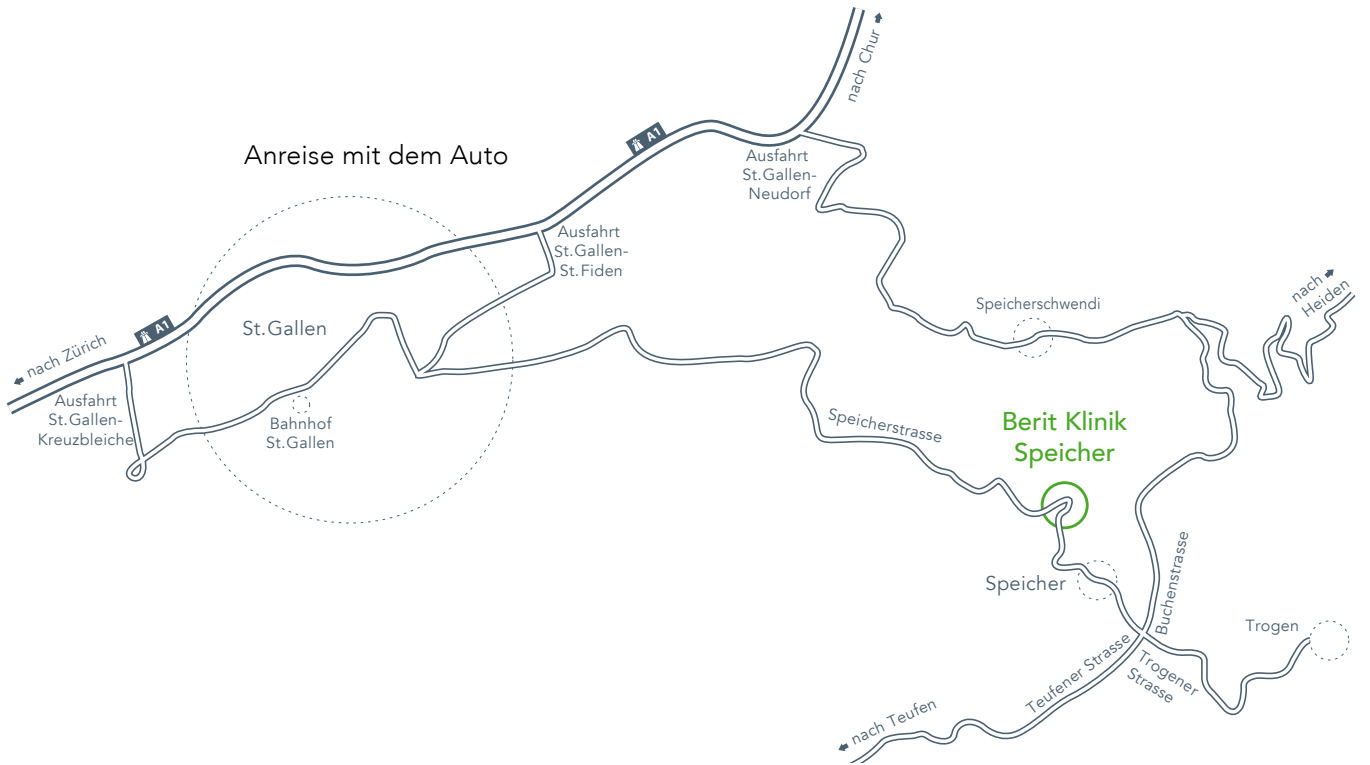 nach Chur
A1
Anreise mit dem Auto
Ausfahrt
St.Gallen-
Neudorf
Ausfahrt
St.Gallen-
St.Fiden
nach
Heiden
Speicherschwendi
A1
St.Gallen
nach Zürich
Ausfahrt
St.Gallen-
Kreuzbleiche
Bahnhof
St.Gallen
Speicherstrasse
Berit Klinik
Speicher
Speicher
Buchenstrasse
Trogen
Teufener Strasse
Trogener
Strasse
nach Teufen